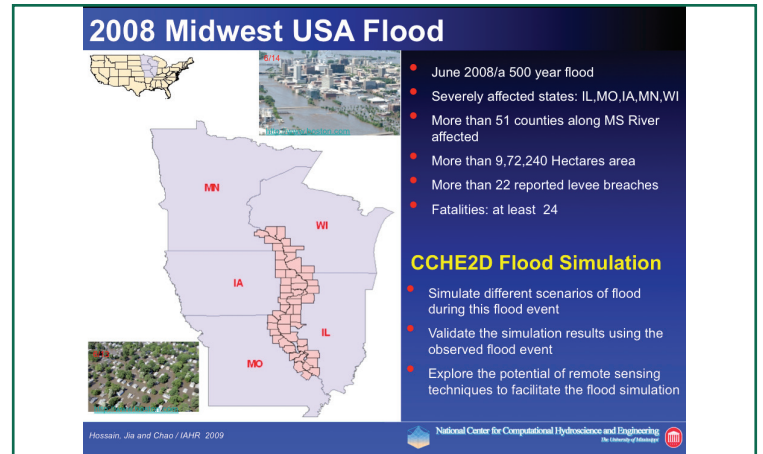 2008 Midwest USA Flood
6/14
MN
WI
IA
IL
MO
June 2008/a 500 year flood
Severely affected states: IL,MO,IA,MN,WI
More than 51 counties along MS River
affected
More than 9,72,240 Hectares area
More than 22 reported levee breaches
Fatalities: at least 24
CCHE2D Flood Simulation
Simulate different scenarios of flood
during this flood event
Validate the simulation results using the
observed flood event
Explore the potential of remote sensing
techniques to facilitate the flood simulation
Hossain, Jia and Chao / IAHR 2009
National Center for Computational Hydroscience and Engineering
The University of Mississippi